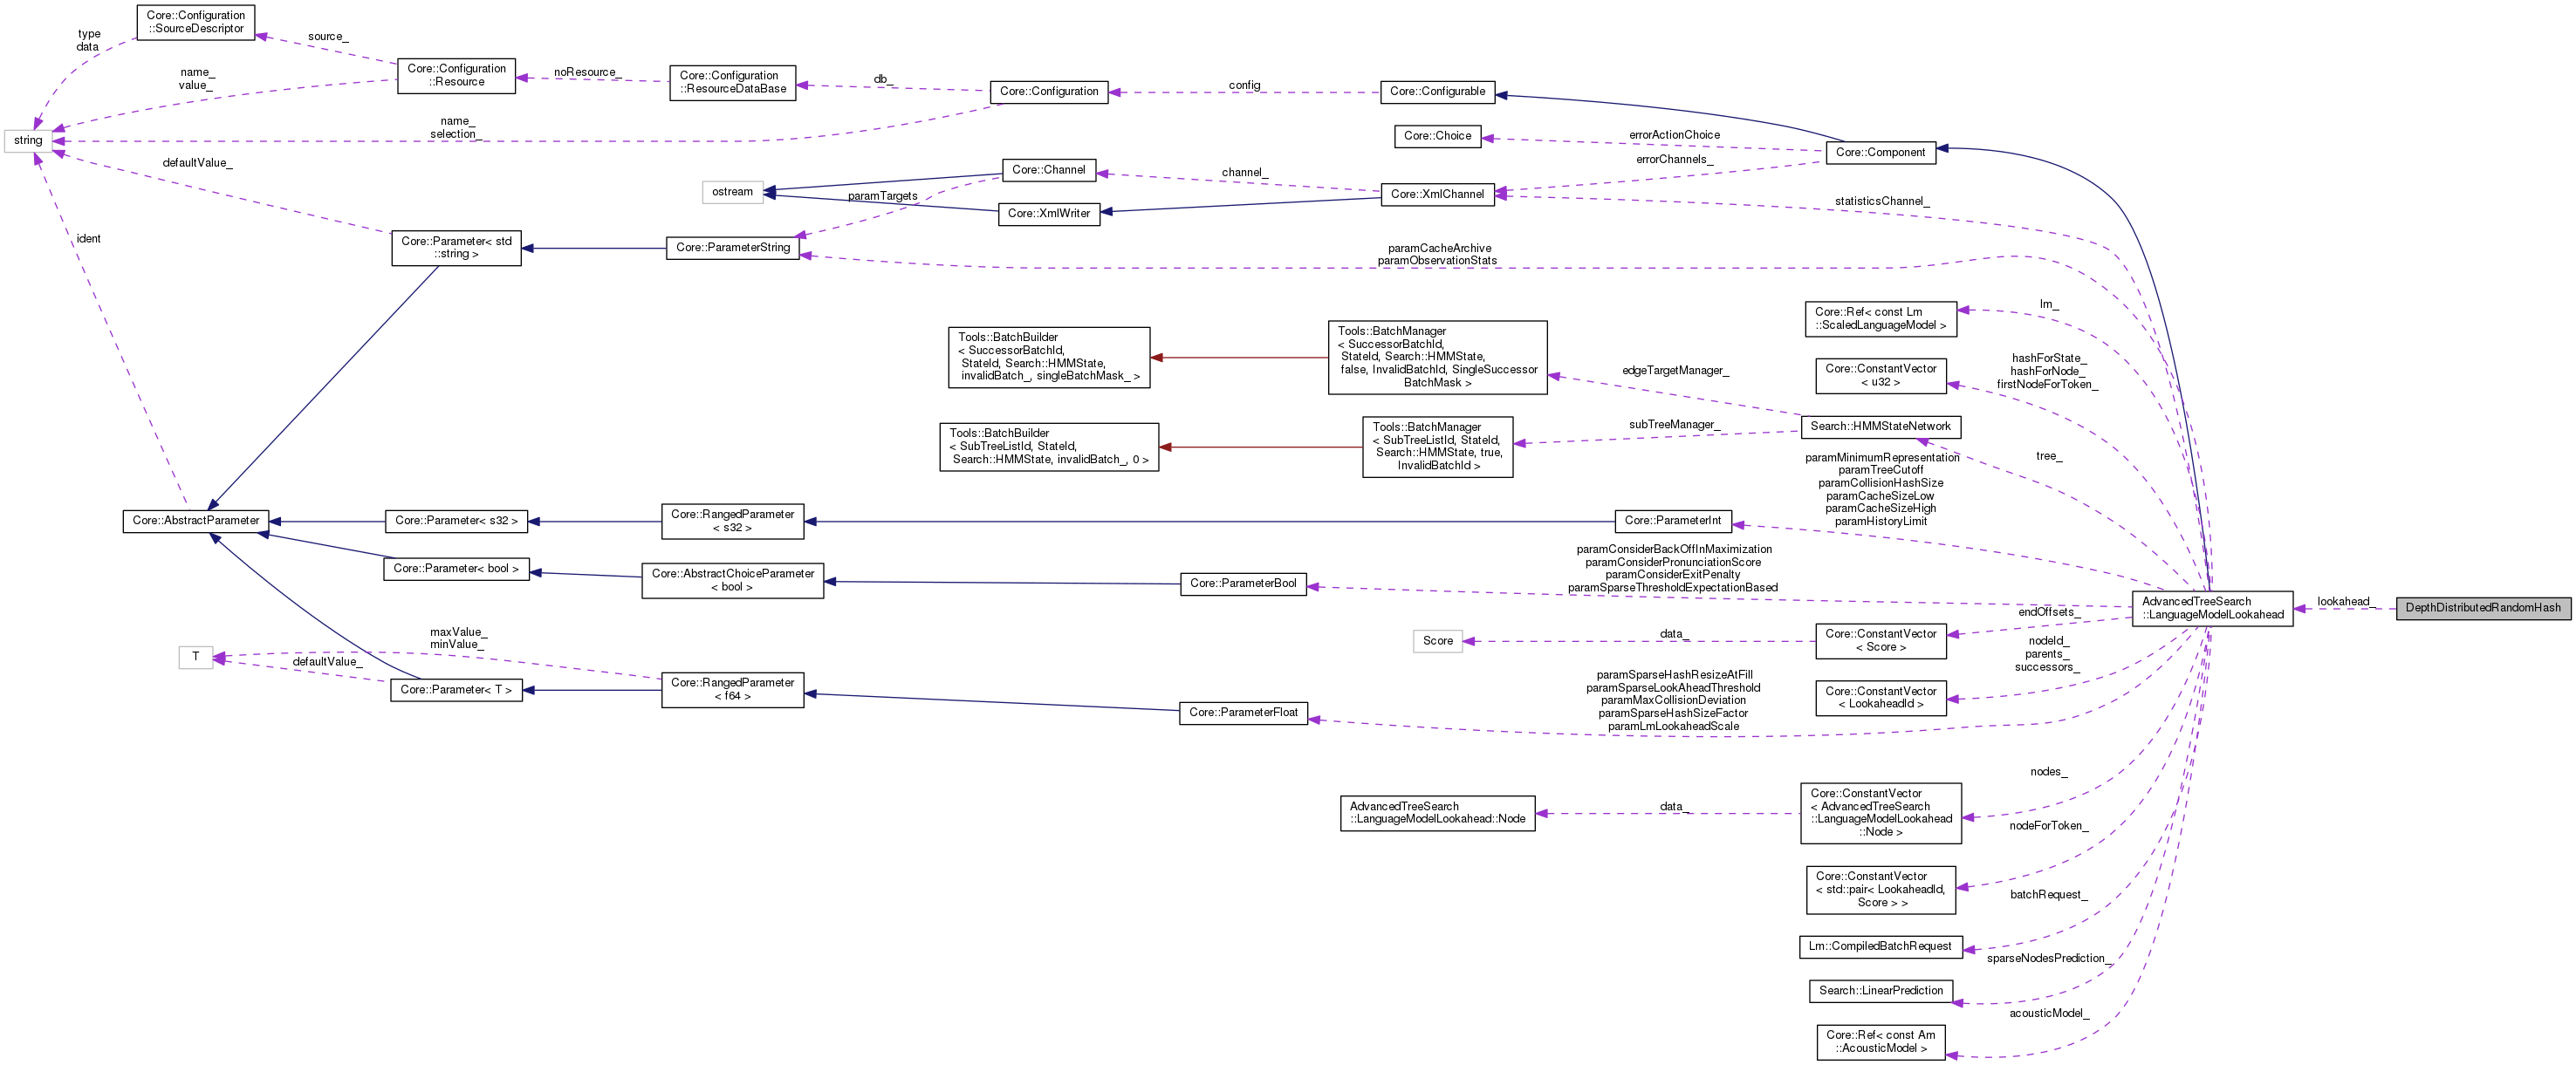 Core::Configuration
::SourceDescriptor
type
data
source_
name_
value_
Core::Configuration
::Resource
noResource_
Core::Configuration
::ResourceDataBase
db_
Core::Configuration
config
Core::Configurable
name_
selection_
string
defaultValue_
ident
Core::Choice
errorActionChoice
errorChannels_
Core::Component
Core::Channel
channel_
ostream
paramTargets
Core::XmlChannel
Core::XmlWriter
statisticsChannel_
Core::Parameter< std
::string >
Core::ParameterString
paramCacheArchive
paramObservationStats
lm_
Core::Ref< const Lm
::ScaledLanguageModel >
Tools::BatchBuilder
< SuccessorBatchId,
StateId, Search::HMMState,
invalidBatch_, singleBatchMask_ >
Tools::BatchManager
< SuccessorBatchId,
StateId, Search::HMMState,
false, InvalidBatchId, SingleSuccessor
BatchMask >
edgeTargetManager_
Core::ConstantVector
< u32 >
hashForState_
hashForNode_
firstNodeForToken_
Tools::BatchBuilder
< SubTreeListId, StateId,
Search::HMMState, invalidBatch_, 0 >
Tools::BatchManager
< SubTreeListId, StateId,
Search::HMMState, true,
InvalidBatchId >
subTreeManager_
Search::HMMStateNetwork
tree_
paramMinimumRepresentation
paramTreeCutoff
paramCollisionHashSize
paramCacheSizeLow
paramCacheSizeHigh
paramHistoryLimit
Core::AbstractParameter
Core::Parameter< s32 >
Core::RangedParameter
< s32 >
Core::ParameterInt
Core::Parameter< bool >
Core::AbstractChoiceParameter
< bool >
Core::ParameterBool
paramConsiderBackOffInMaximization
paramConsiderPronunciationScore
paramConsiderExitPenalty
paramSparseThresholdExpectationBased
AdvancedTreeSearch
::LanguageModelLookahead
lookahead_
DepthDistributedRandomHash
endOffsets_
Score
data_
Core::ConstantVector
< Score >
nodeId_
parents_
successors_
T
maxValue_
minValue_
defaultValue_
Core::Parameter< T >
Core::RangedParameter
< f64 >
Core::ParameterFloat
paramSparseHashResizeAtFill
paramSparseLookAheadThreshold
paramMaxCollisionDeviation
paramSparseHashSizeFactor
paramLmLookaheadScale
Core::ConstantVector
< LookaheadId >
nodes_
AdvancedTreeSearch
::LanguageModelLookahead::Node
data_
Core::ConstantVector
< AdvancedTreeSearch
::LanguageModelLookahead
::Node >
nodeForToken_
Core::ConstantVector
< std::pair< LookaheadId,
Score > >
batchRequest_
Lm::CompiledBatchRequest
sparseNodesPrediction_
Search::LinearPrediction
acousticModel_
Core::Ref< const Am
::AcousticModel >